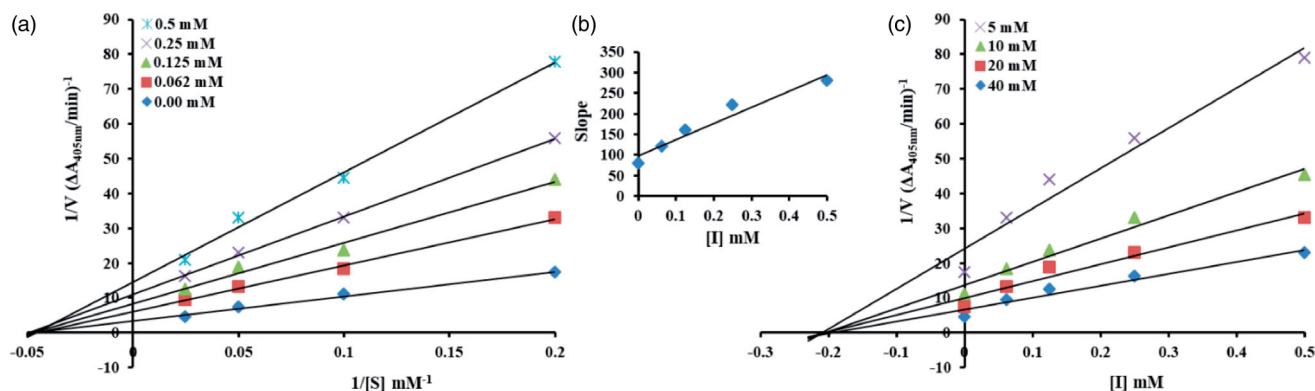 (a)
0.5 mM
0.25 mM
0.125 mM
0.062 mM
0.00 mM
1/V (ΔA405nm/min)-1
90
80
70
60
50
40
30
20
10
0
-10
-0.05 0 0.05 0.1 0.15 0.2
1/[S] mM-1
(b)
Slope
350
300
250
200
150
100
50
0
0 0.1 0.2 0.3 0.4 0.5
[I] mM
(c)
5 mM
10 mM
20 mM
40 mM
1/V (ΔA405nm/min)-1
90
80
70
60
50
40
30
20
10
0
-10
-0.3 -0.2 -0.1 0 0.1 0.2 0.3 0.4 0.5
[I] mM